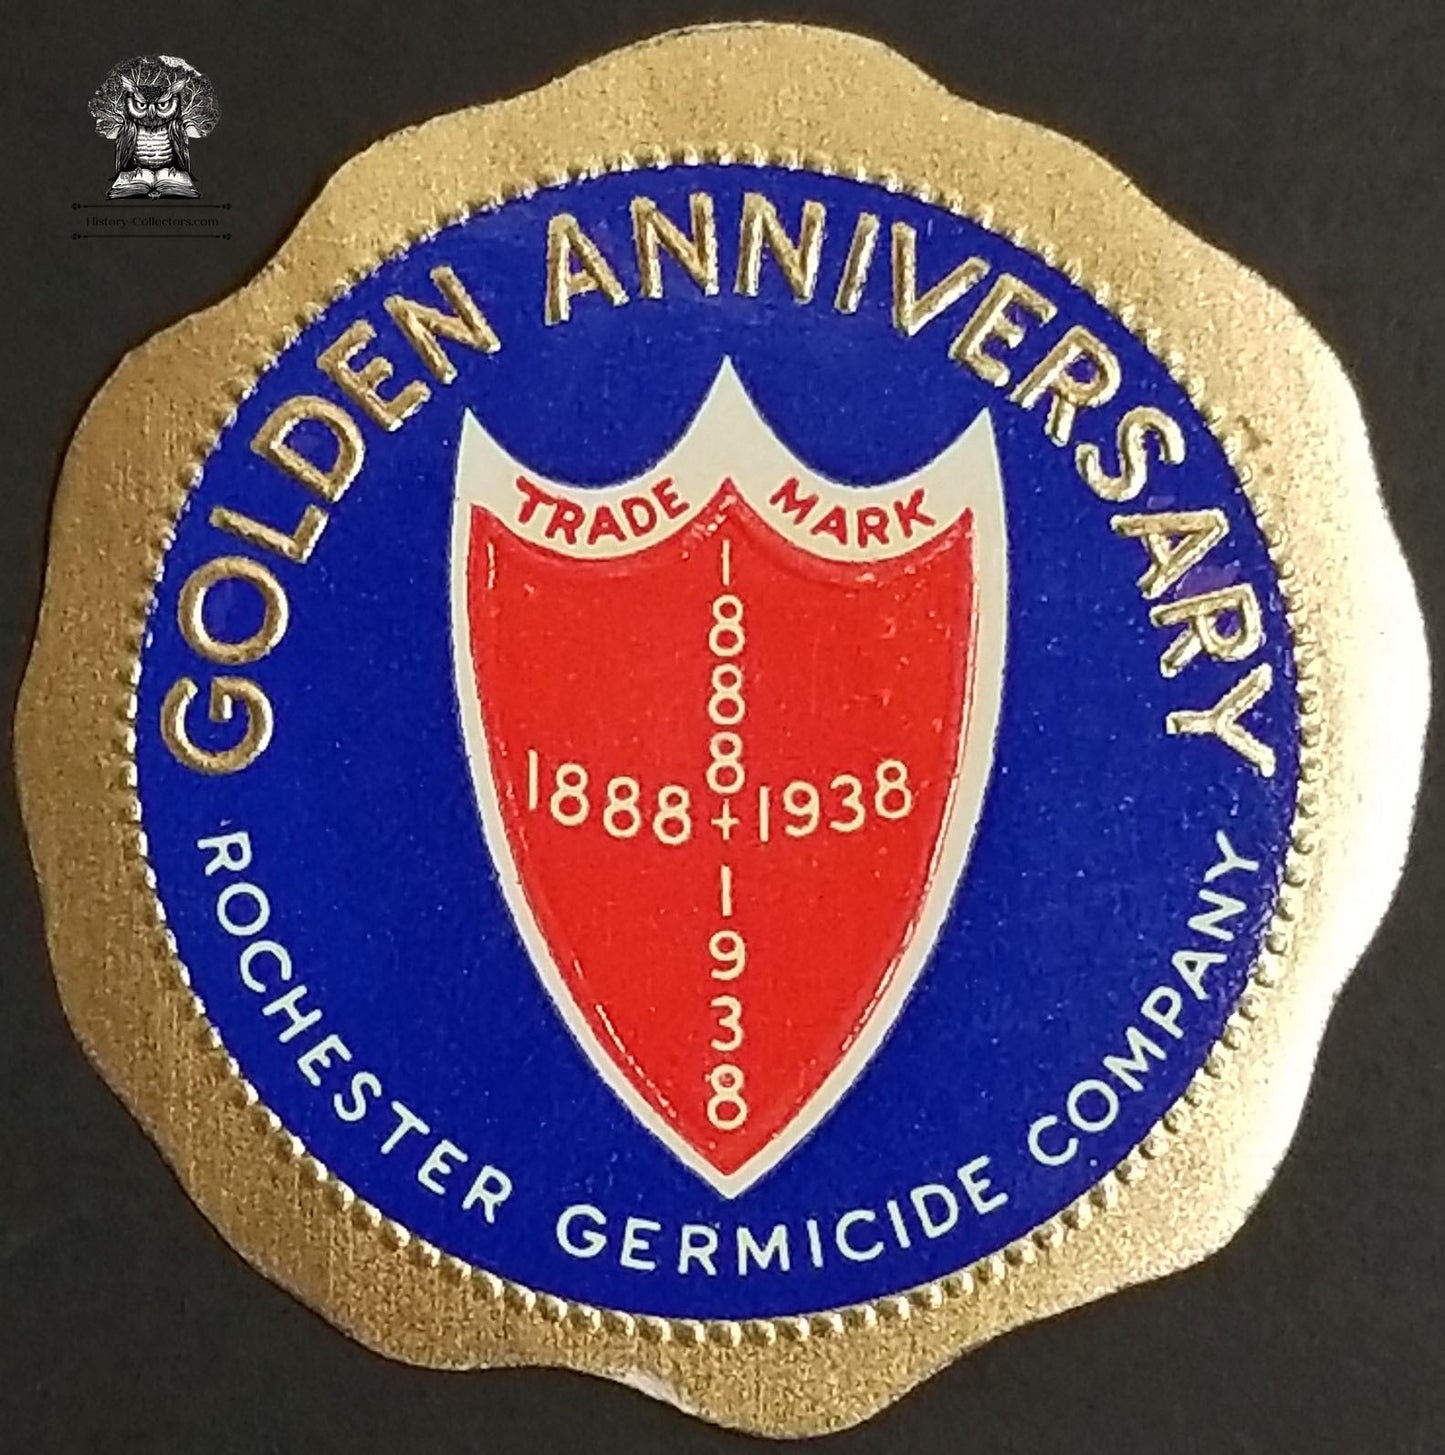 History-Collectors.com
GOLDEN ANNIVERSARY
TRADE MARK
1888
1888 + 1938
1938
ROCHESTER GERMICIDE COMPANY